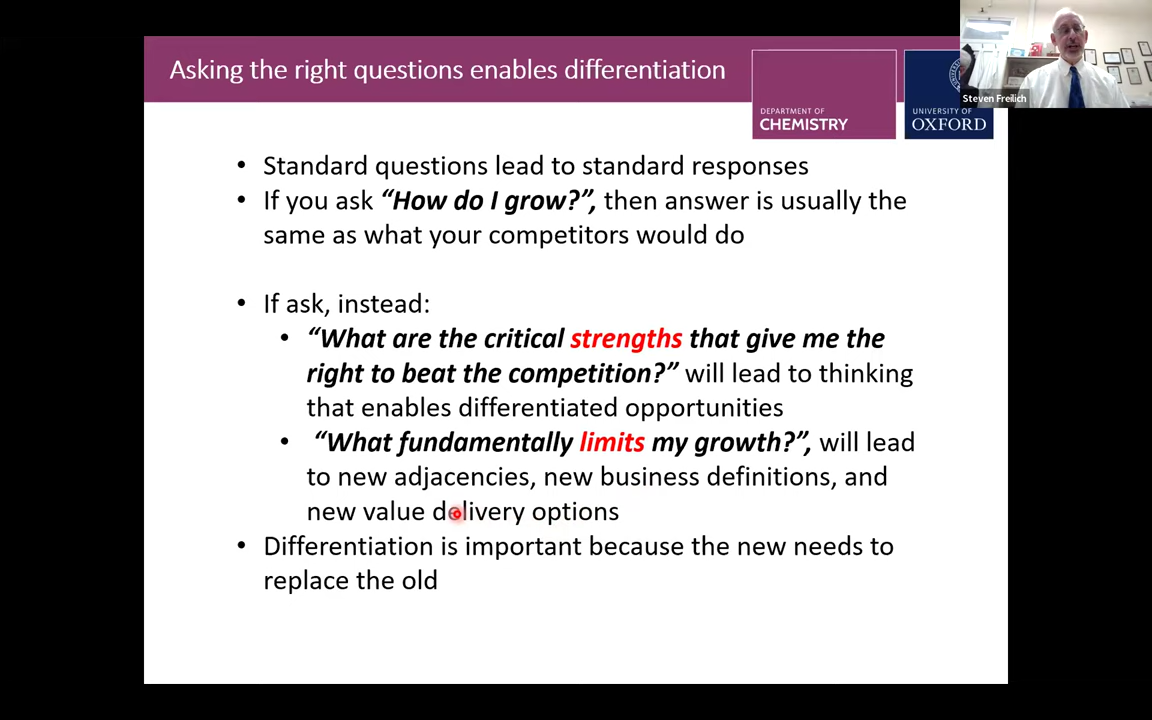 Asking the right questions enables differentiation
DEPARTMENT OF
CHEMISTRY
UNIVERSITY OF
OXFORD
Steven Freilich
• Standard questions lead to standard responses
• If you ask “How do I grow?”, then answer is usually the
same as what your competitors would do
• If ask, instead:
• “What are the critical strengths that give me the
right to beat the competition?” will lead to thinking
that enables differentiated opportunities
• “What fundamentally limits my growth?”, will lead
to new adjacencies, new business definitions, and
new value delivery options
• Differentiation is important because the new needs to
replace the old